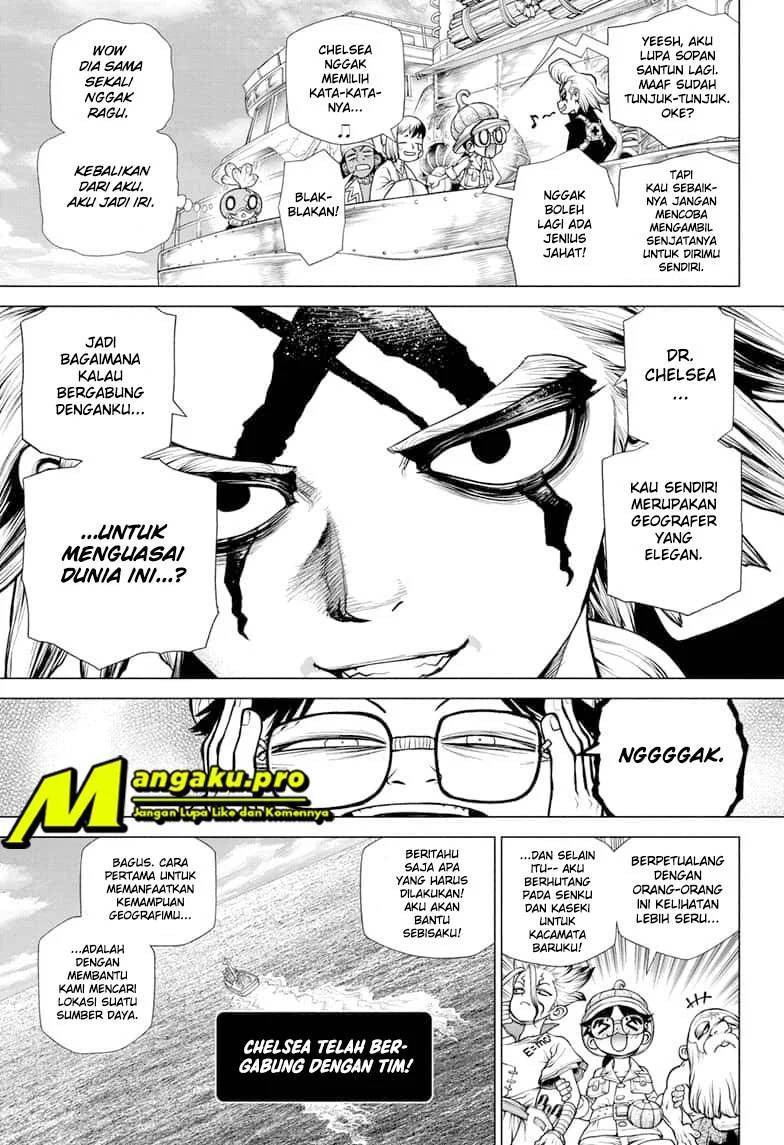 YEESH, AKU
LUPA SOPAN
SANTUN LAGI.
MAAF SUDAH
TUNJUK-TUNJUK.
OKE?
TAPI
KAU SEBAIK-
NYA JANGAN
MENCOBA
MENGAMBIL
SENJATANYA
UNTUK DIRIMU
SENDIRI.
CHELSEA
NGGAK
MEMILIH
KATA-KATA-
NYA...
NGGAK
BOLEH
LAGI ADA
JENIUS
JAHAT!
BLAK-
BLAKAN!
WOW
DIA SAMA
SEKALI
NGGAK
RAGU.
KEBALIKAN
DARI AKU.
AKU JADI IRI.
DR.
CHELSEA
...
KAU SENDIRI
MERUPAKAN
GEOGRAFER
YANG
ELEGAN.
JADI
BAGAIMANA
KALAU
BERGABUNG
DENGANKU...
...UNTUK
MENGUASAI
DUNIA INI...?
NGGGGAK.
Mangaku.pro
Jangan Lupa Like dan Komennya
BERPETUALANG
DENGAN
ORANG-ORANG
INI KELIHATAN
LEBIH SERU...
...DAN SELAIN
ITU-- AKU
BERHUTANG
PADA SENKU
DAN KASEKI
UNTUK
KACAMATA
BARUKU!
E=mc²
BERITAHU
SAJA APA
YANG HARUS
DILAKUKAN!
AKU AKAN
BANTU
SEBISAKU!
BAGUS. CARA
PERTAMA UNTUK
MEMANFAATKAN
KEMAMPUAN
GEOGRAFIMU...
...ADALAH
DENGAN
MEMBANTU
KAMI MENCARI
LOKASI SUATU
SUMBER DAYA.
CHELSEA TELAH BER-
GABUNG DENGAN TIM!